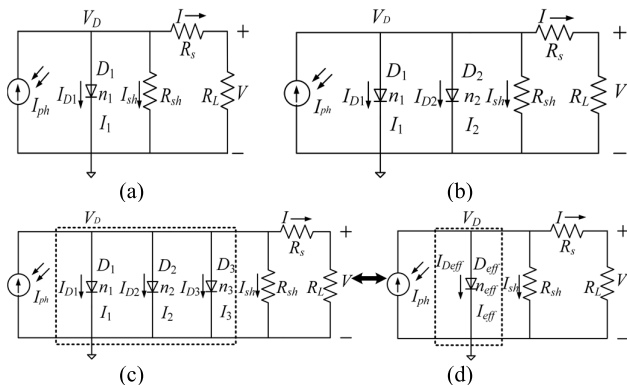 V_D I R_s +
I_ph I_D1 D_1 n_1 I_1 I_sh R_sh R_L V
−
(a)
V_D I R_s +
I_ph I_D1 D_1 n_1 I_1 I_D2 D_2 n_2 I_2 I_sh R_sh R_L V
−
(b)
V_D I R_s +
I_ph I_D1 D_1 n_1 I_1 I_D2 D_2 n_2 I_2 I_D3 D_3 n_3 I_3 I_sh R_sh R_L V
−
(c)
V_D I R_s +
I_ph I_Deff D_eff n_eff I_eff I_sh R_sh R_L V
−
(d)